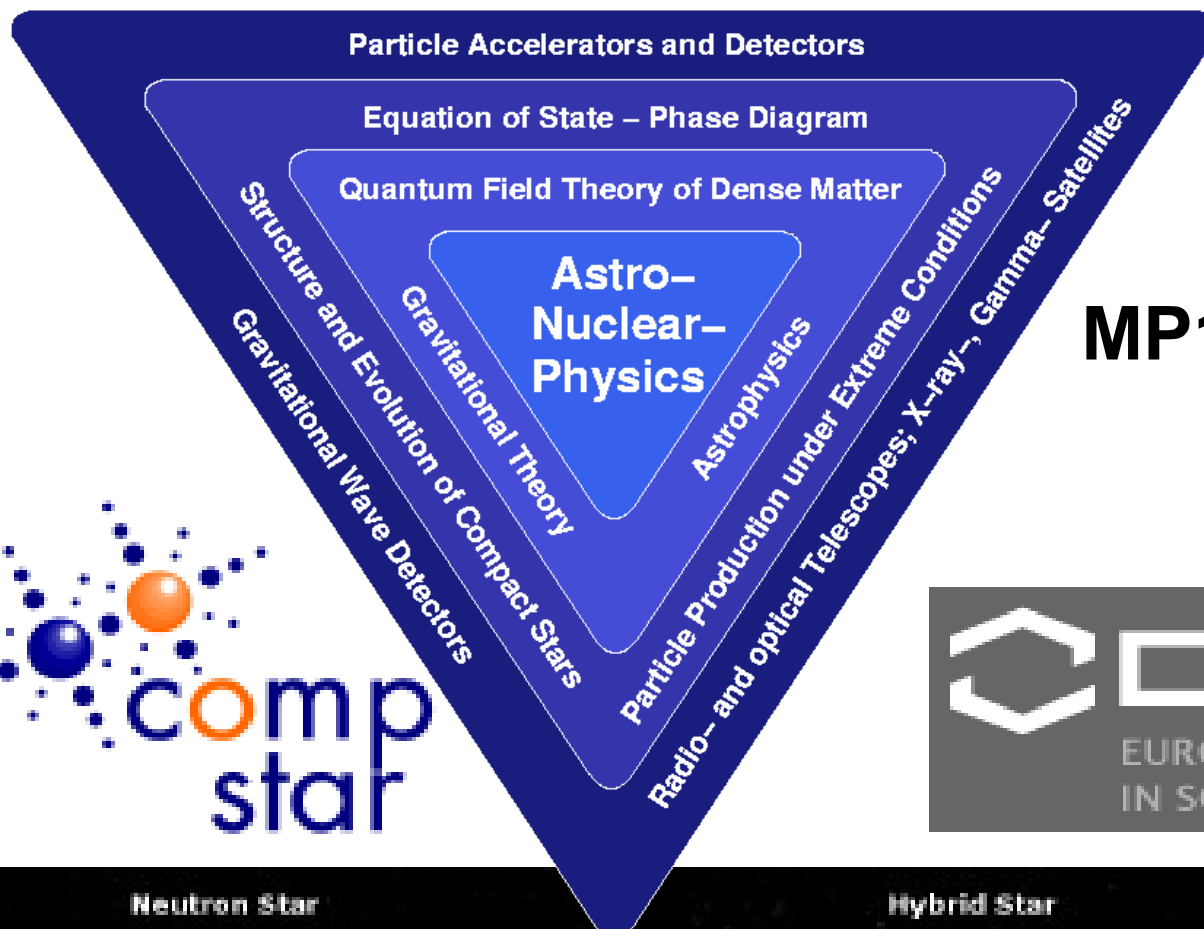 Particle Accelerators and Detectors
Equation of State – Phase Diagram
Quantum Field Theory of Dense Matter
Astro–
Nuclear–
Physics
Gravitational Theory
Astrophysics
Structure and Evolution of Compact Stars
Particle Production under Extreme Conditions
Gravitational Wave Detectors
Radio– and optical Telescopes; X–ray–, Gamma– Satellites
comp
star
IN
Neutron Star
Hybrid Star